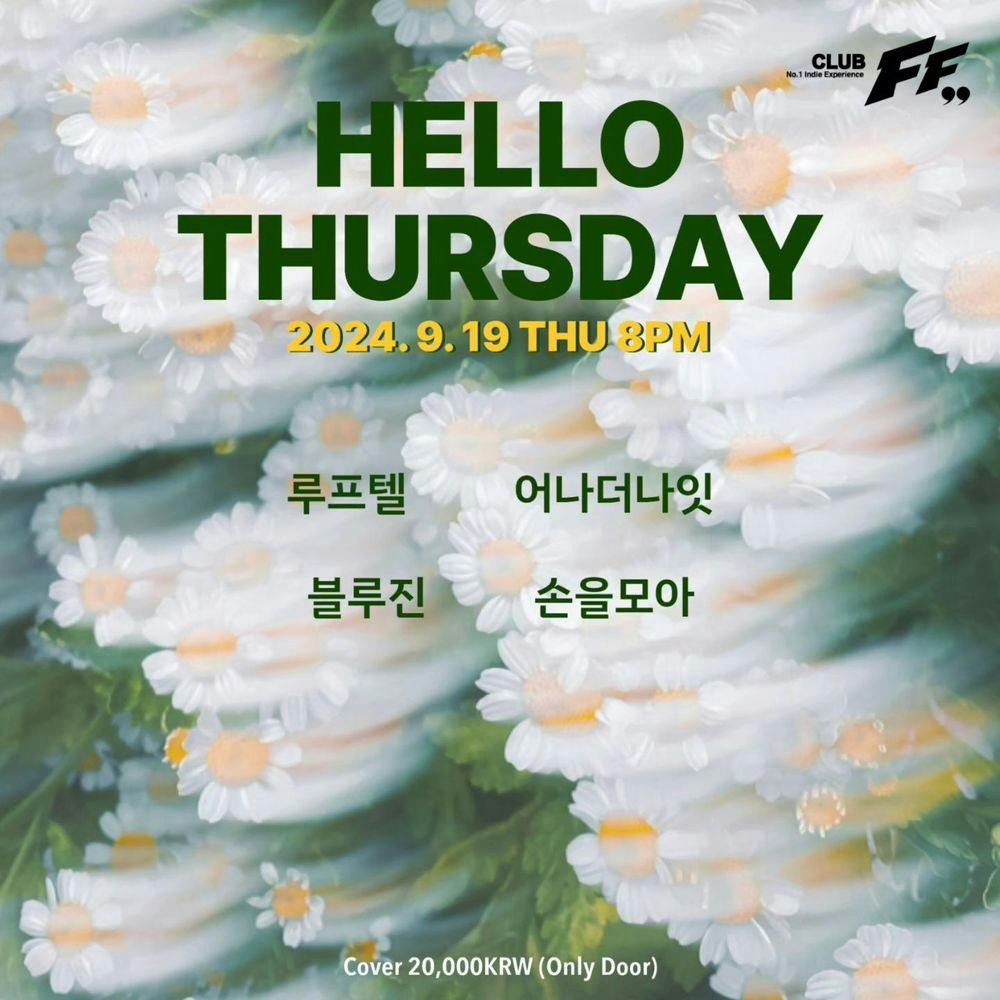 CLUB
No.1 Indie Experience
FF,,
HELLO
THURSDAY
2024. 9. 19 THU 8PM
루프텔 어나더나잇
블루진 손을모아
Cover 20,000KRW (Only Door)